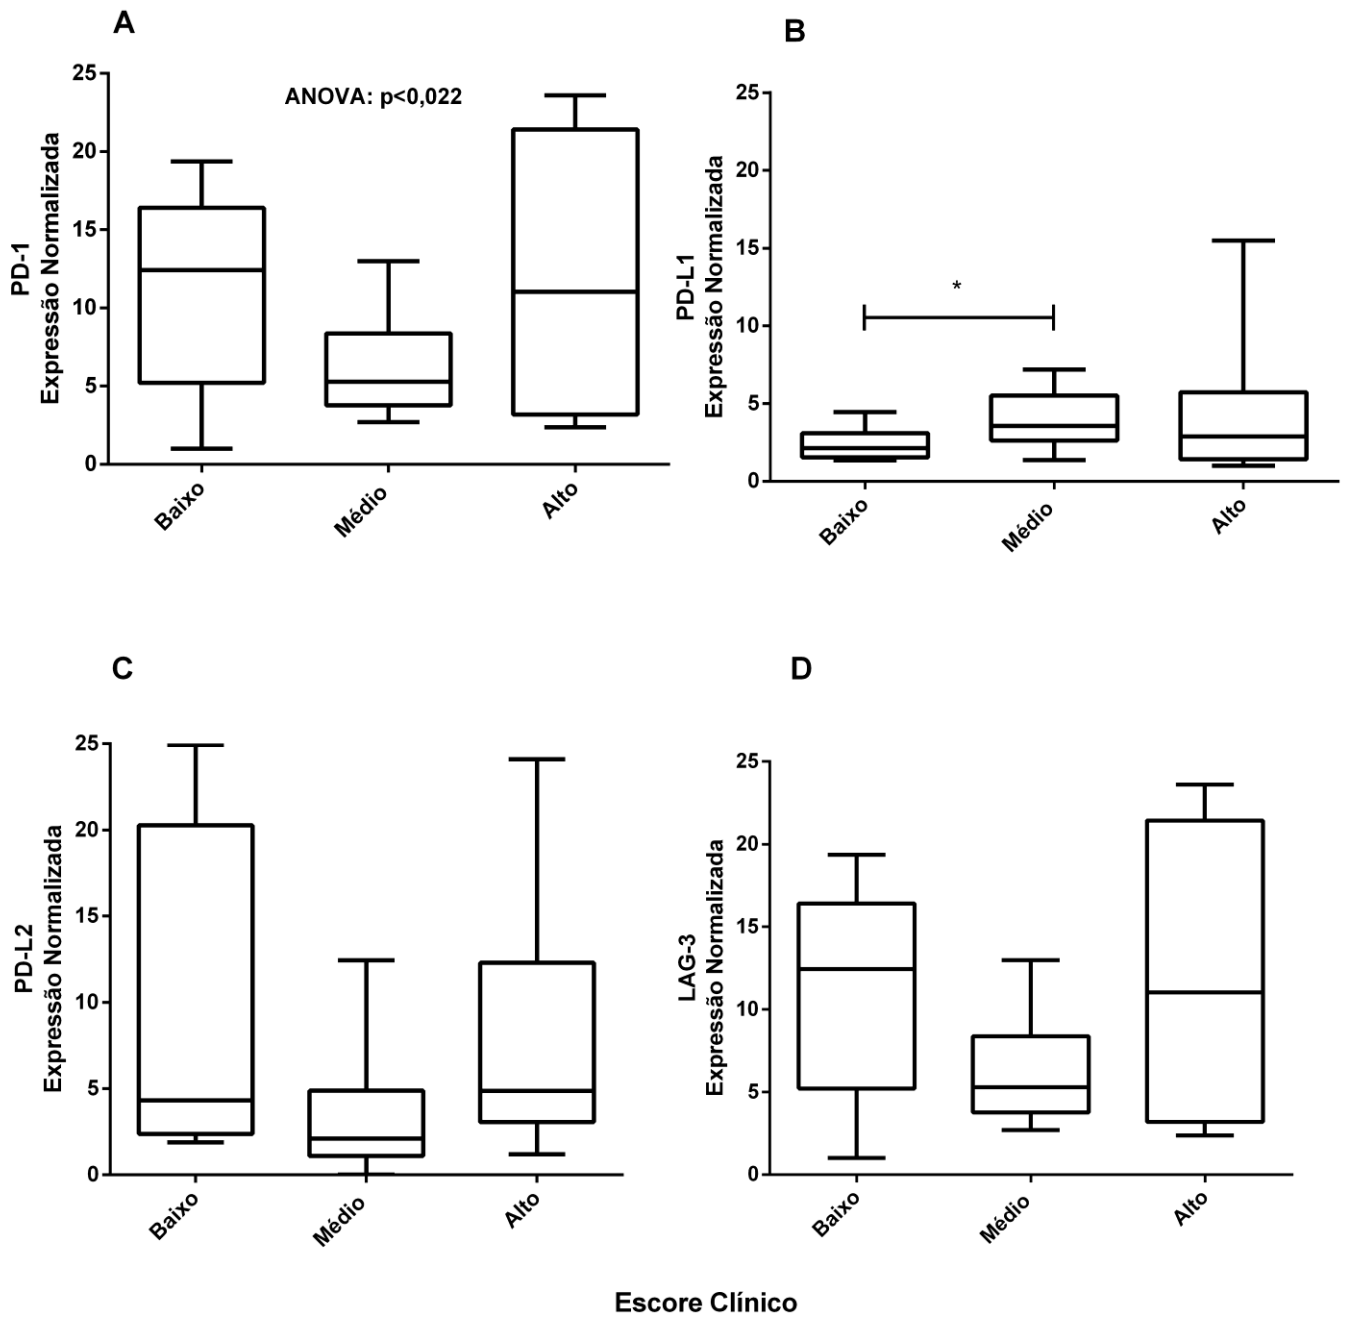 A
PD-1
Expressão Normalizada
25
20
15
10
5
0
ANOVA: p<0,022
Baixo
Médio
Alto
B
PD-L1
Expressão Normalizada
25
20
15
10
5
0
*
Baixo
Médio
Alto
C
PD-L2
Expressão Normalizada
25
20
15
10
5
0
Baixo
Médio
Alto
D
LAG-3
Expressão Normalizada
25
20
15
10
5
0
Baixo
Médio
Alto
Escore Clínico